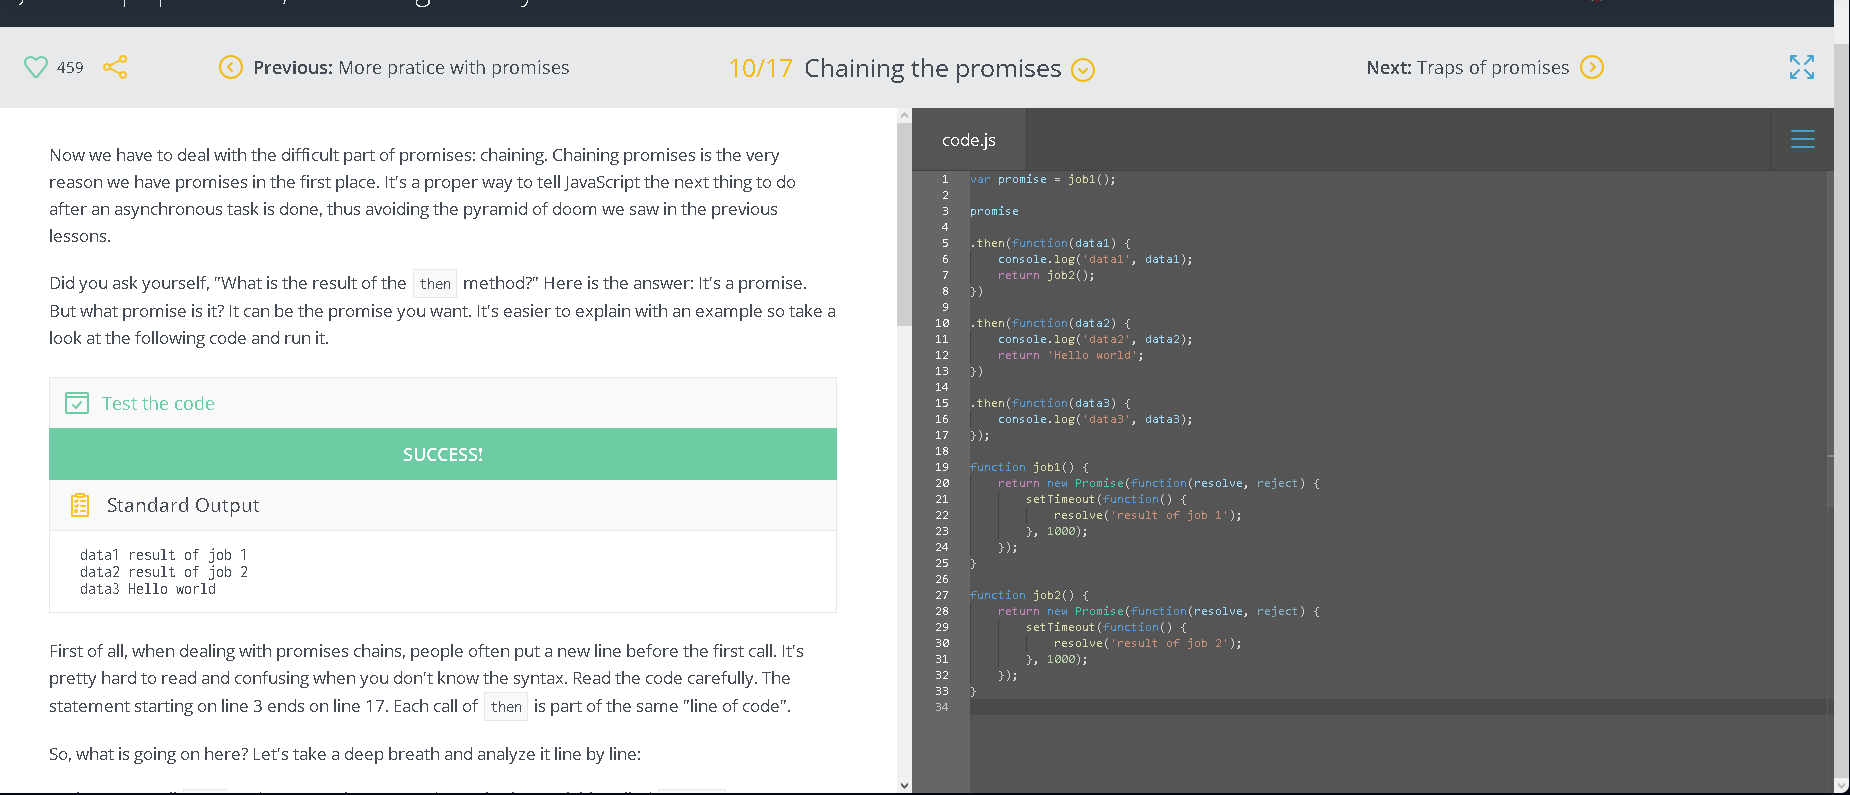 459
Previous: More pratice with promises
10/17 Chaining the promises
Next: Traps of promises
Now we have to deal with the difficult part of promises: chaining. Chaining promises is the very
reason we have promises in the first place. It's a proper way to tell JavaScript the next thing to do
after an asynchronous task is done, thus avoiding the pyramid of doom we saw in the previous
lessons.
Did you ask yourself, "What is the result of the then method?" Here is the answer: It's a promise.
But what promise is it? It can be the promise you want. It's easier to explain with an example so take a
look at the following code and run it.
Test the code
SUCCESS!
Standard Output
data1 result of job 1
data2 result of job 2
data3 Hello world
First of all, when dealing with promises chains, people often put a new line before the first call. It's
pretty hard to read and confusing when you don't know the syntax. Read the code carefully. The
statement starting on line 3 ends on line 17. Each call of then is part of the same "line of code".
So, what is going on here? Let's take a deep breath and analyze it line by line:
code.js
1 var promise = job1();
2
3 promise
4
5 .then(function(data1) {
6 console.log('data1', data1);
7 return job2();
8 })
9
10 .then(function(data2) {
11 console.log('data2', data2);
12 return 'Hello world';
13 })
14
15 .then(function(data3) {
16 console.log('data3', data3);
17 });
18
19 function job1() {
20 return new Promise(function(resolve, reject) {
21 setTimeout(function() {
22 resolve('result of job 1');
23 }, 1000);
24 });
25 }
26
27 function job2() {
28 return new Promise(function(resolve, reject) {
29 setTimeout(function() {
30 resolve('result of job 2');
31 }, 1000);
32 });
33 }
34